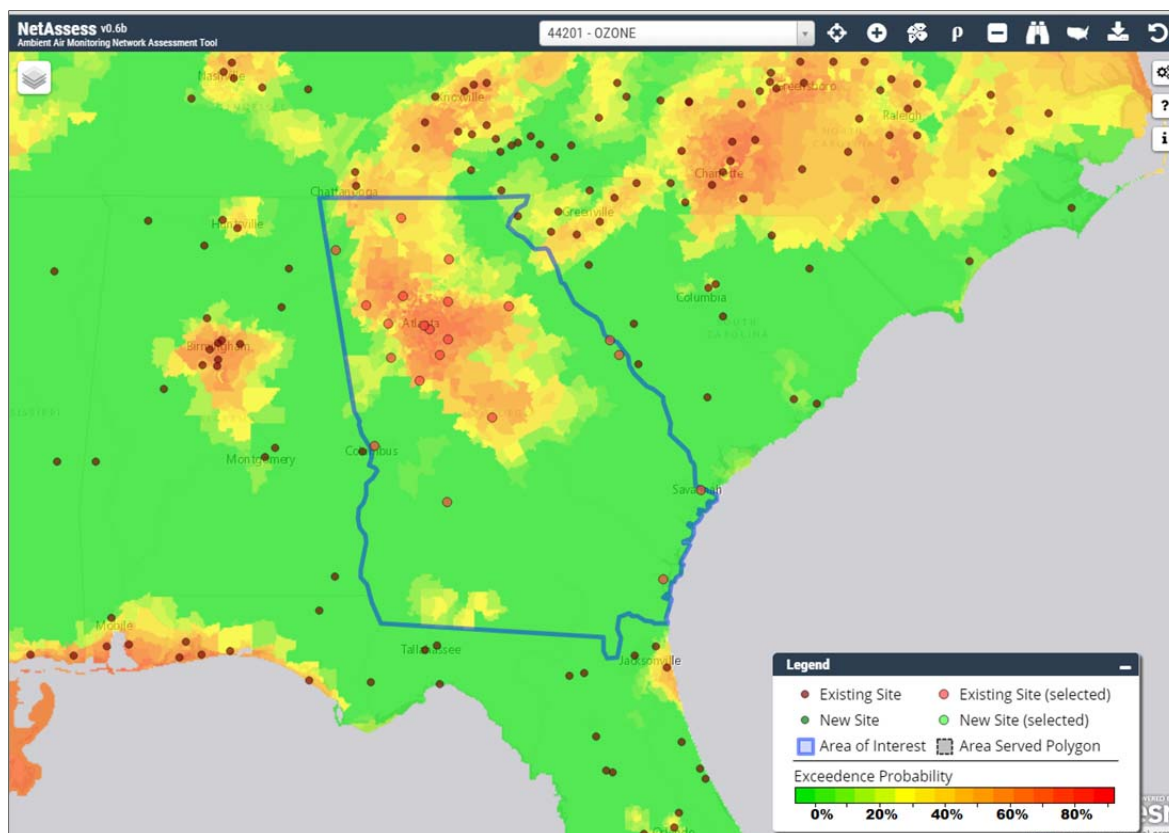 NetAssess v0.6b
Ambient Air Monitoring Network Assessment Tool
44201 - OZONE
ρ
?
i
Nashville
Knoxville
Greensboro
Raleigh
Charlotte
Chattanooga
Greenville
Huntsville
Columbia
SOUTH
CAROLINA
Atlanta
Birmingham
Columbus
Montgomery
Savannah
Mobile
Tallahassee
Jacksonville
Orlando
Legend
Existing Site
Existing Site (selected)
New Site
New Site (selected)
Area of Interest
Area Served Polygon
Exceedence Probability
0% 20% 40% 60% 80%